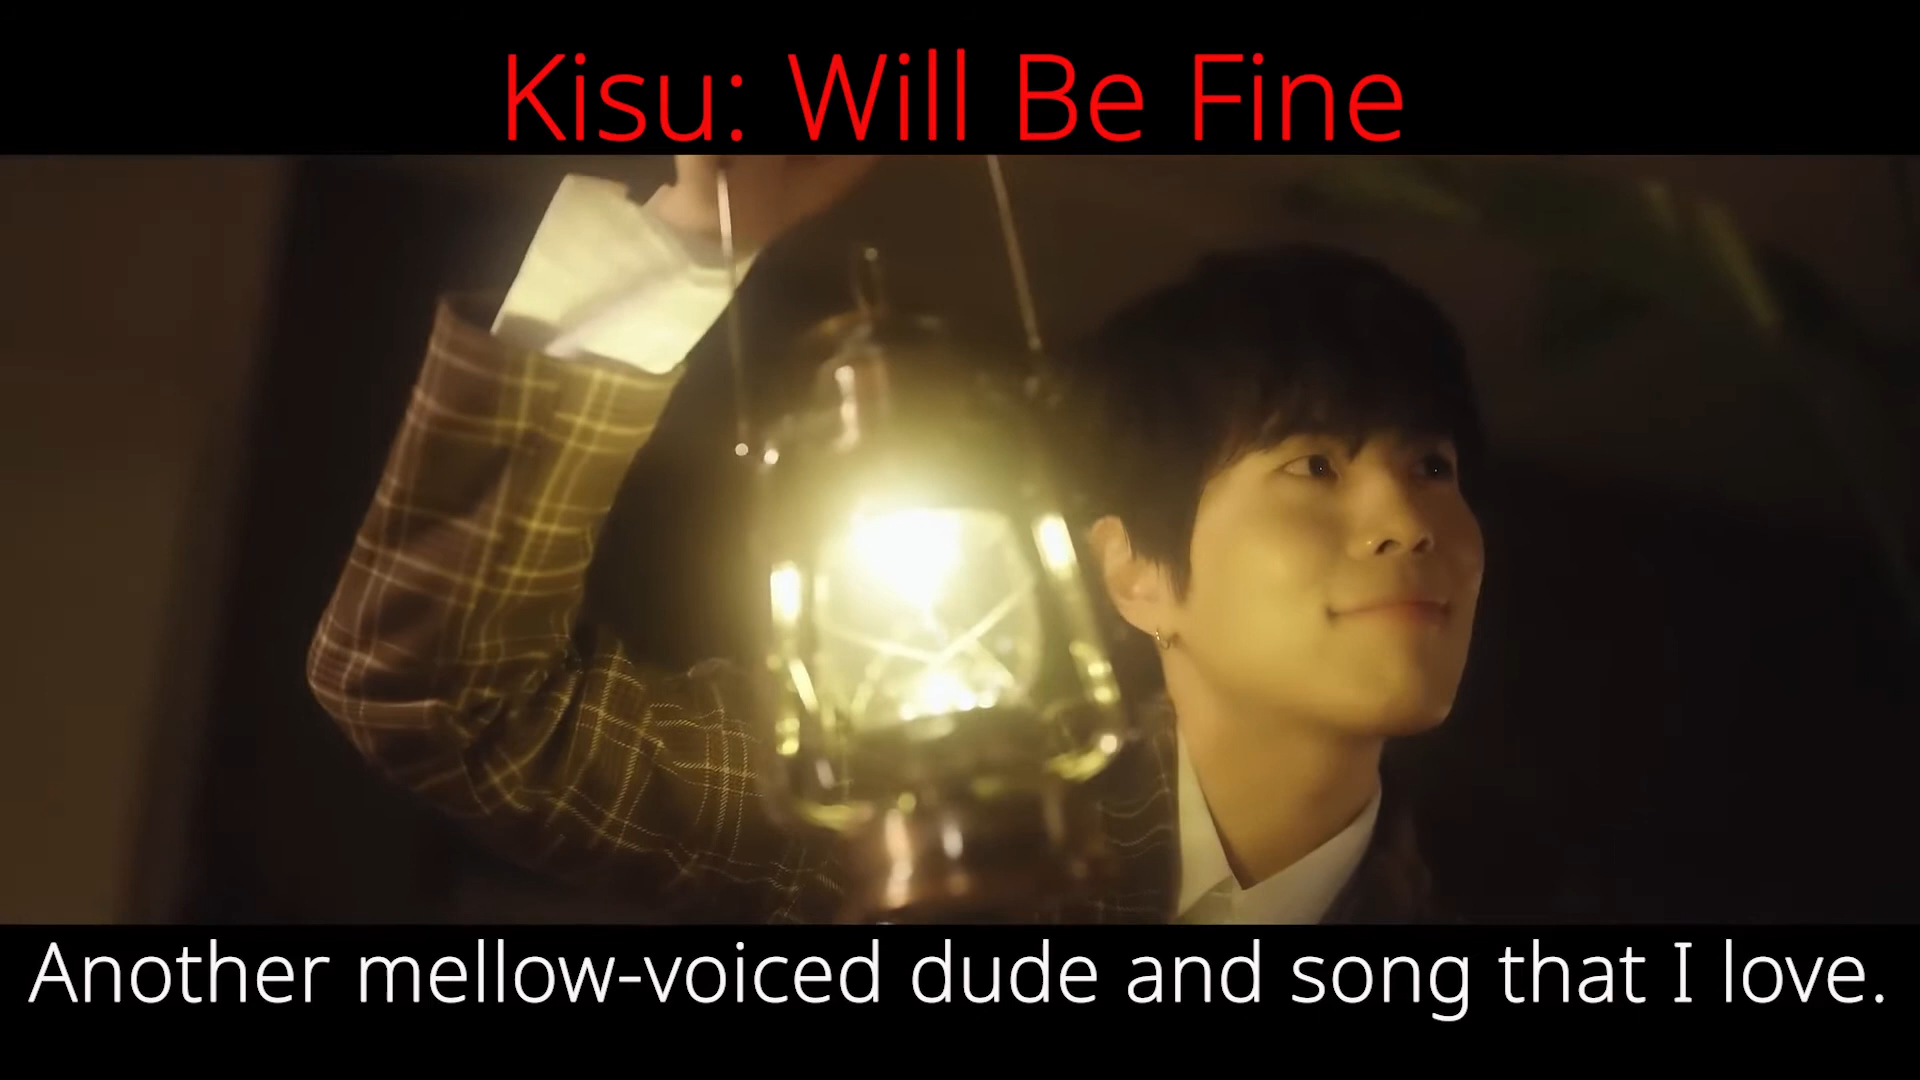 Kisu: Will Be Fine
Another mellow-voiced dude and song that I love.